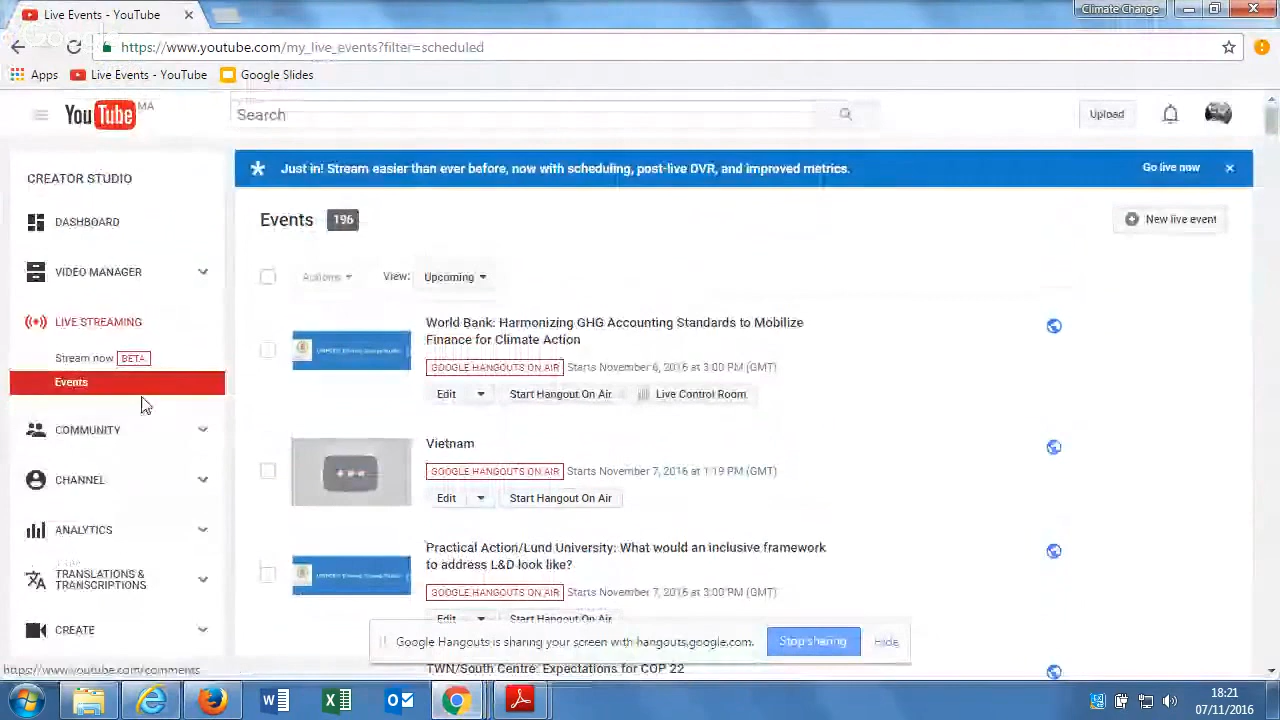 Live Events - YouTube
Climate Change
https://www.youtube.com/my_live_events?filter=scheduled
Apps
Live Events - YouTube
Google Slides
YouTube MA
Search
Upload
CREATOR STUDIO
Just in! Stream easier than ever before, now with scheduling, post-live DVR, and improved metrics.
Go live now
DASHBOARD
Events 196
New live event
VIDEO MANAGER
Actions
View:
Upcoming
LIVE STREAMING
World Bank: Harmonizing GHG Accounting Standards to Mobilize
Finance for Climate Action
Stream now BETA
GOOGLE HANGOUTS ON AIR Starts November 6, 2016 at 3:00 PM (GMT)
Events
Edit
Start Hangout On Air
Live Control Room
COMMUNITY
Vietnam
GOOGLE HANGOUTS ON AIR Starts November 7, 2016 at 1:19 PM (GMT)
CHANNEL
Edit
Start Hangout On Air
ANALYTICS
Practical Action/Lund University: What would an inclusive framework
to address L&D look like?
TRANSLATIONS &
TRANSCRIPTIONS
GOOGLE HANGOUTS ON AIR Starts November 7, 2016 at 3:00 PM (GMT)
Edit
Start Hangout On Air
CREATE
Google Hangouts is sharing your screen with hangouts.google.com.
Stop sharing
Hide
https://www.youtube.com/comments
TWN/South Centre: Expectations for COP 22
18:21
07/11/2016